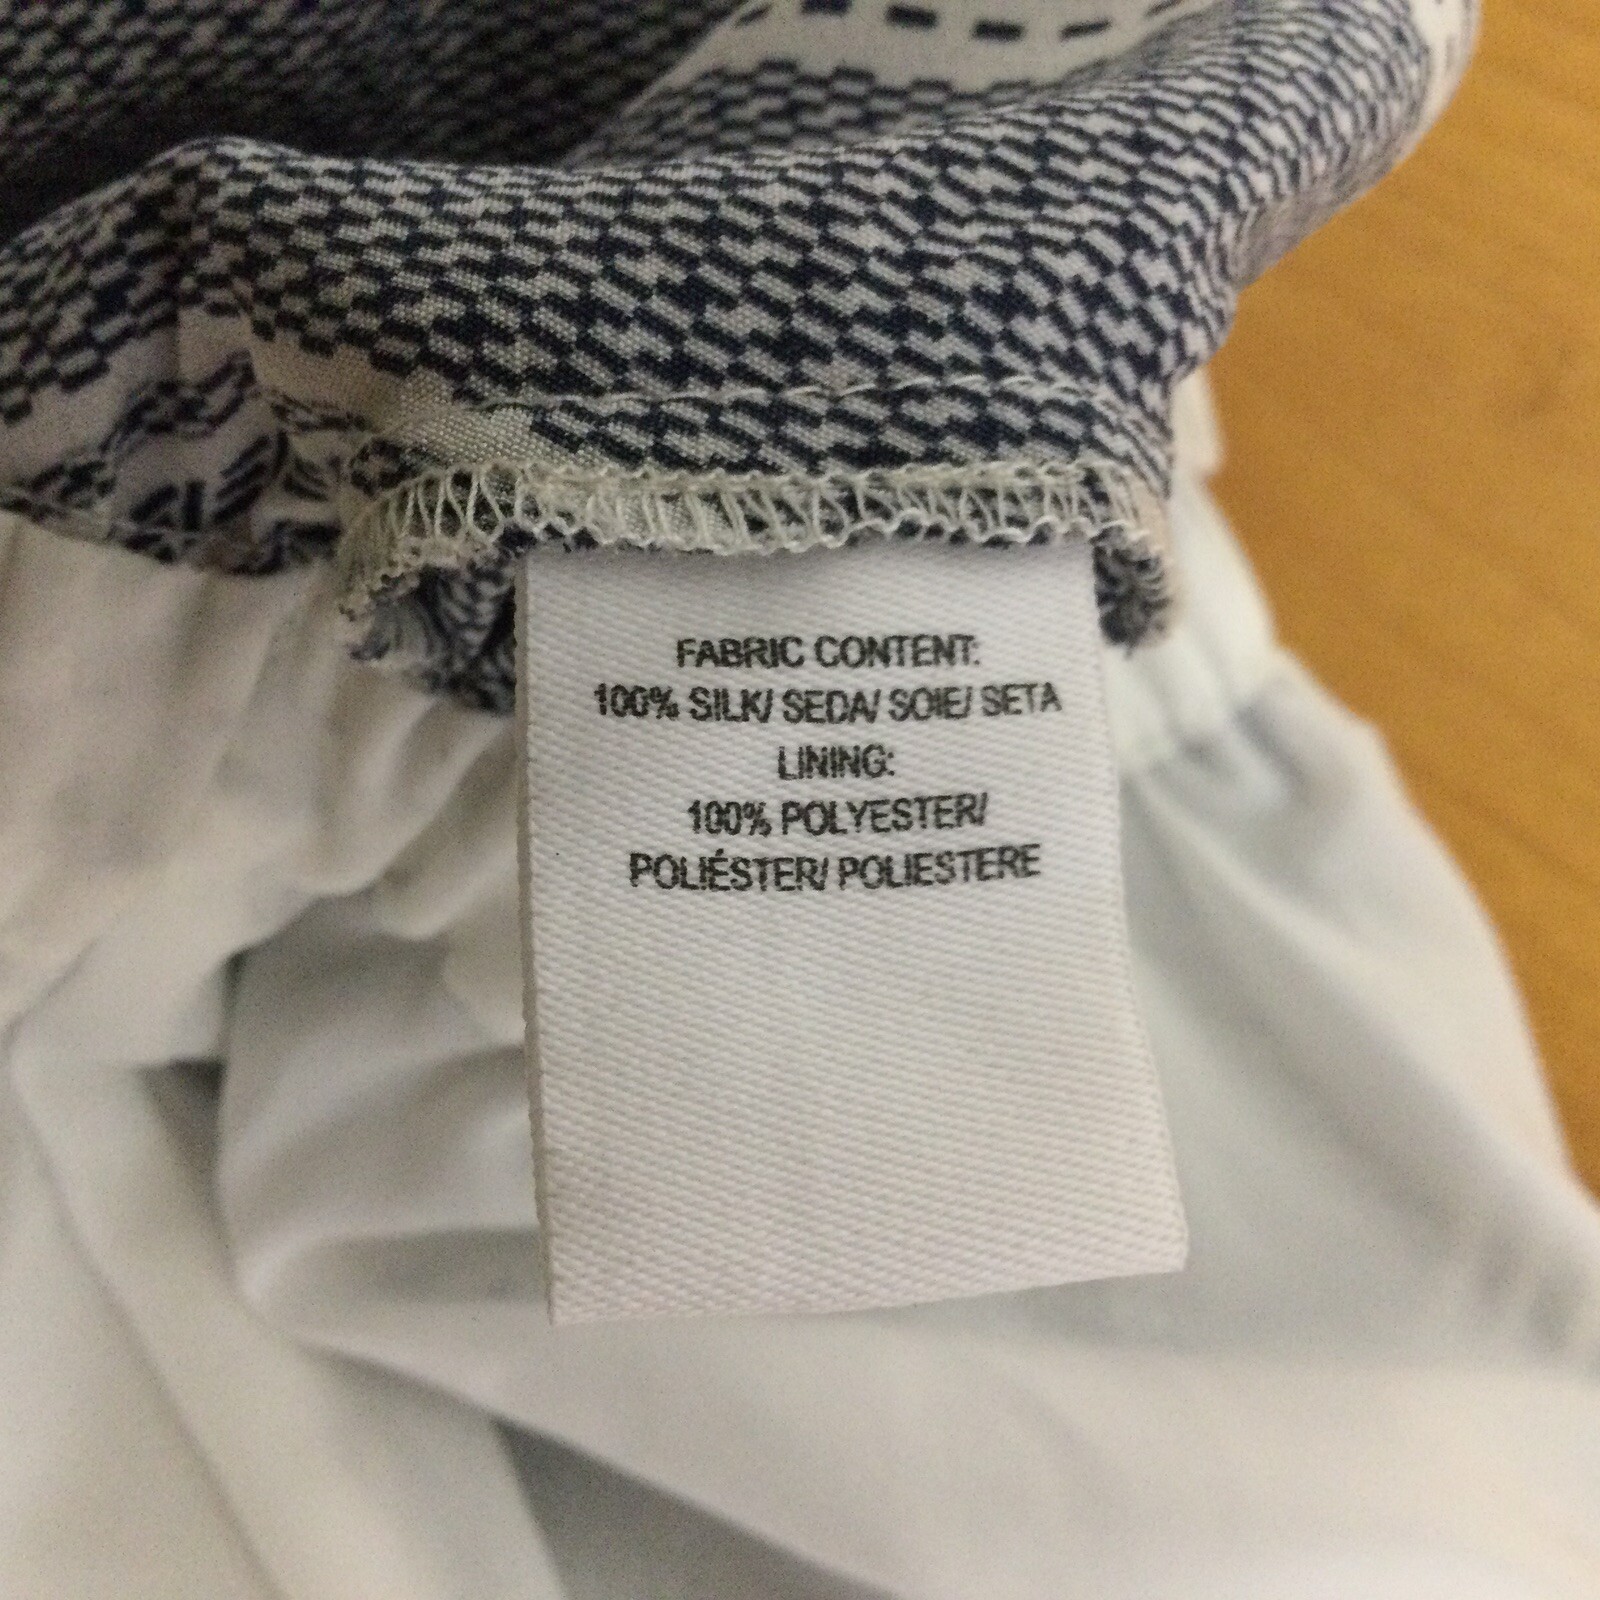 FABRIC CONTENT:
100% SILK/ SEDA/ SOIE/ SETA
LINING:
100% POLYESTER/
POLIÉSTER/ POLIESTERE